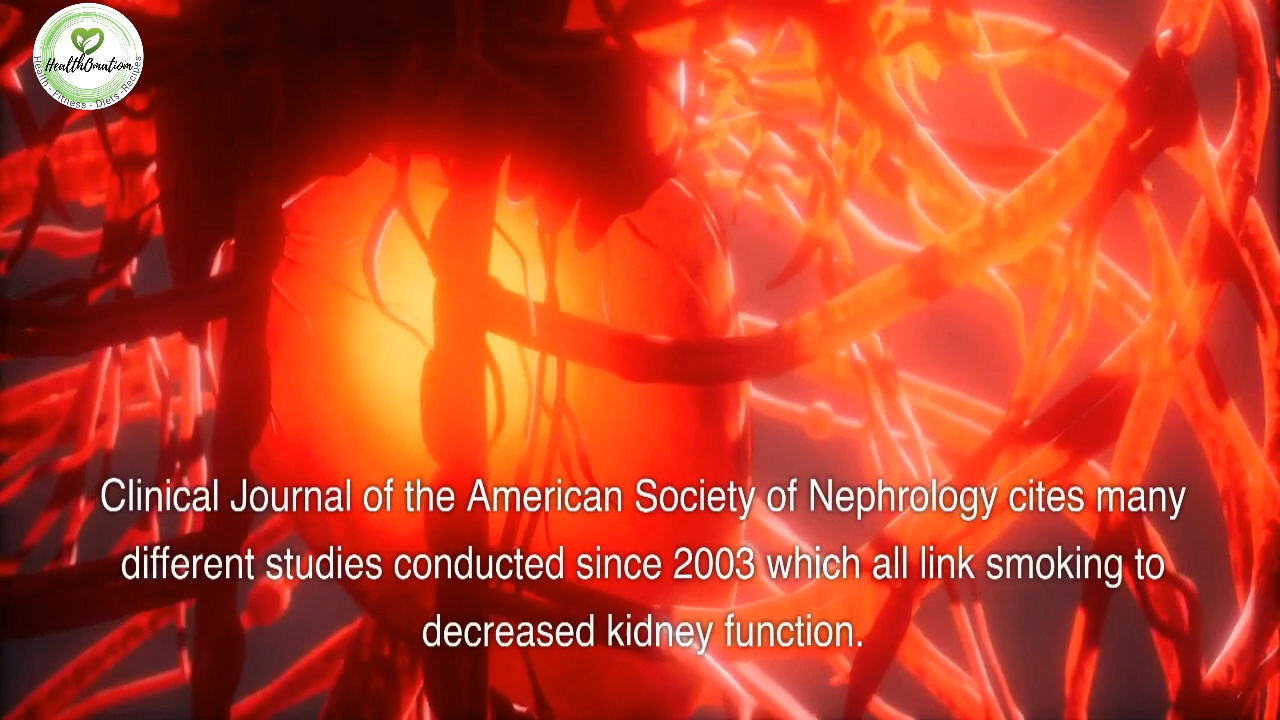 HealthOmation
Health - Fitness - Diets - Recipes
Clinical Journal of the American Society of Nephrology cites many
different studies conducted since 2003 which all link smoking to
decreased kidney function.